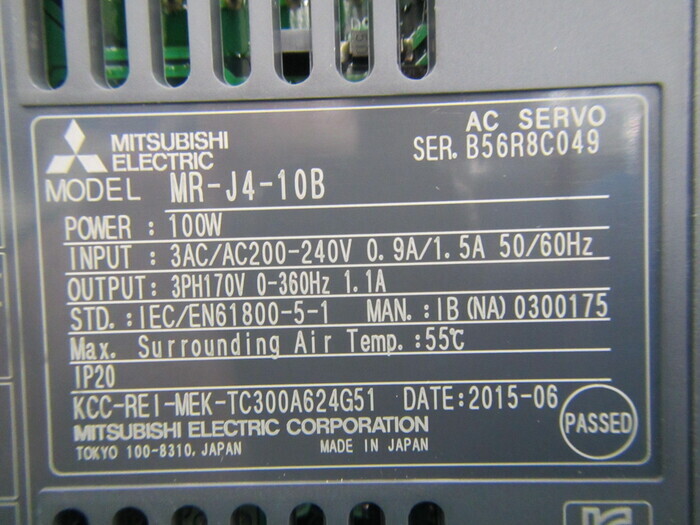 MITSUBISHI ELECTRIC
AC SERVO
SER. B56R8C049
MODEL MR-J4-10B
POWER : 100W
INPUT : 3AC/AC200-240V 0.9A/1.5A 50/60Hz
OUTPUT: 3PH170V 0-360Hz 1.1A
STD. : IEC/EN61800-5-1 MAN. : IB(NA)0300175
Max. Surrounding Air Temp. :55℃
IP20
KCC-REI-MEK-TC300A624G51 DATE:2015-06
MITSUBISHI ELECTRIC CORPORATION
TOKYO 100-8310, JAPAN MADE IN JAPAN
PASSED